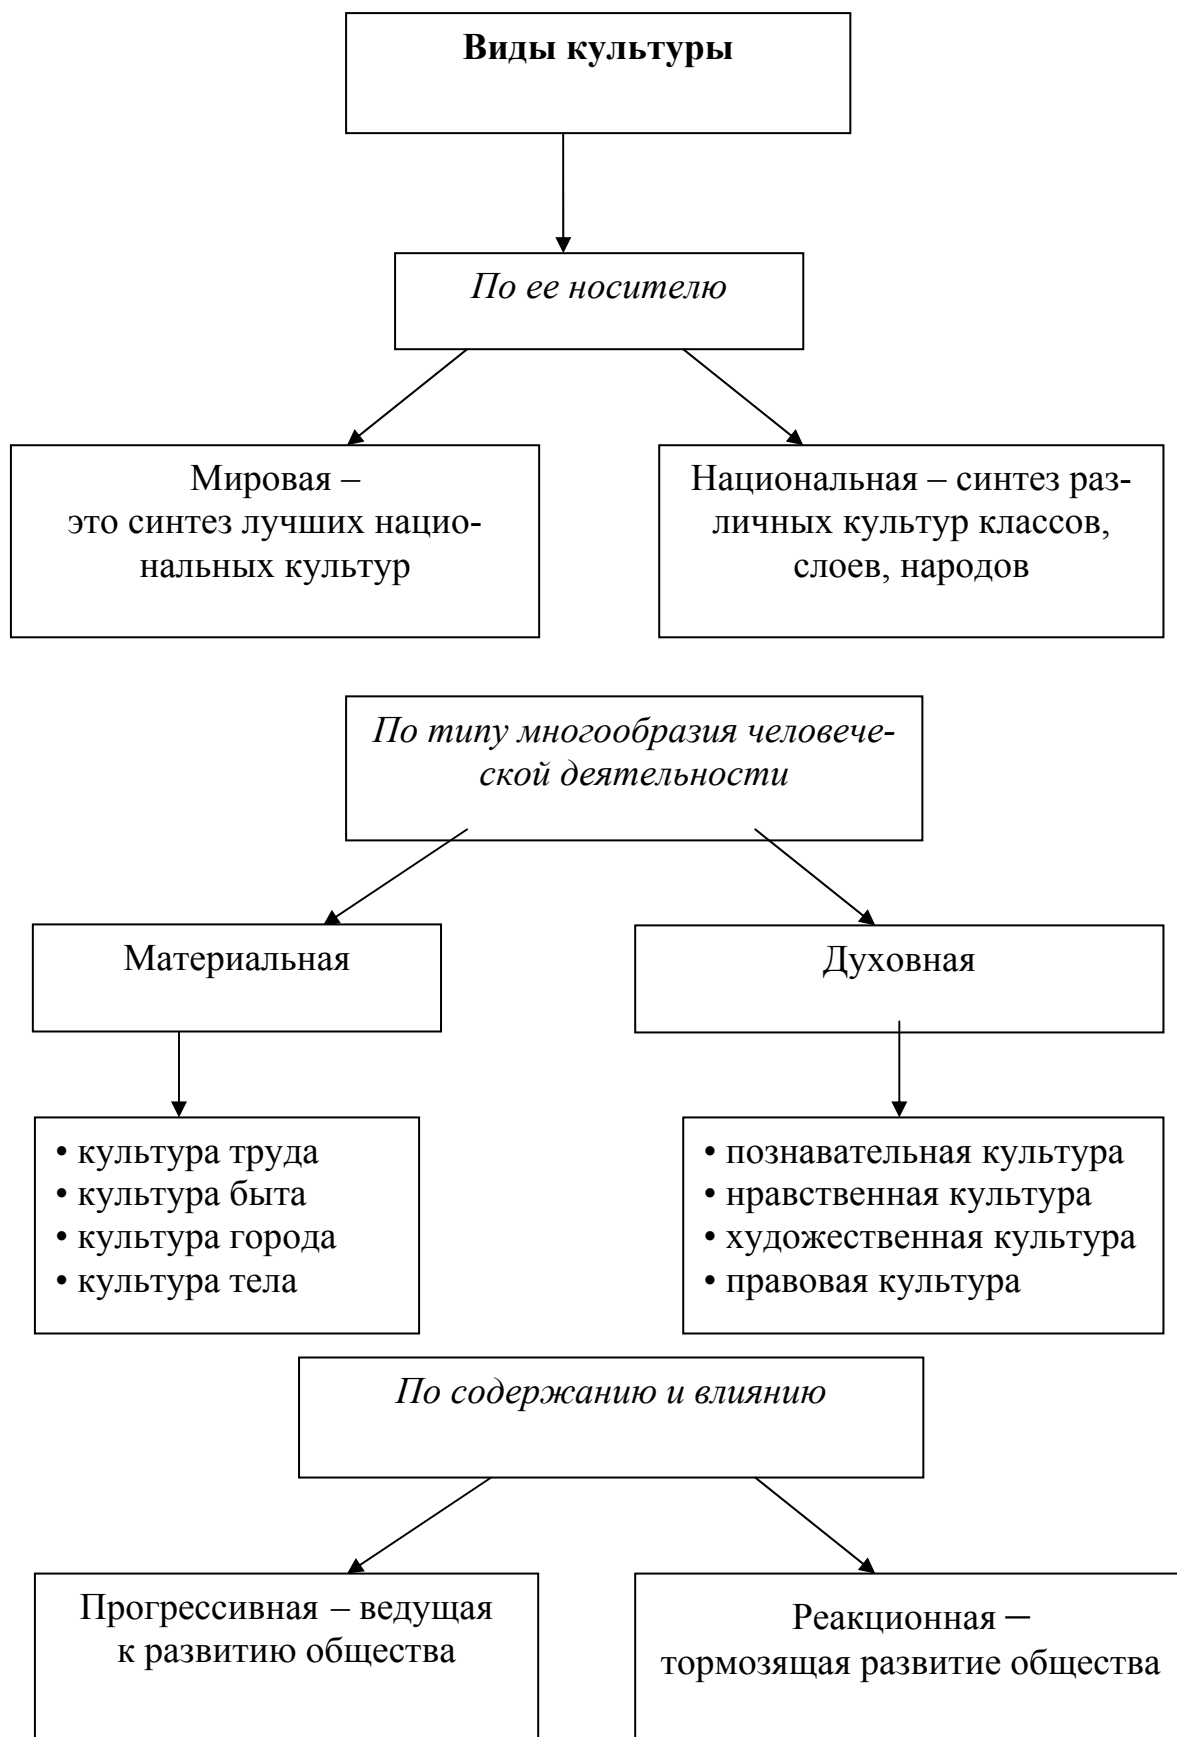 Виды культуры
По ее носителю
Мировая –
это синтез лучших нацио-
нальных культур
Национальная – синтез раз-
личных культур классов,
слоев, народов
По типу многообразия человече-
ской деятельности
Материальная
Духовная
• культура труда
• культура быта
• культура города
• культура тела
• познавательная культура
• нравственная культура
• художественная культура
• правовая культура
По содержанию и влиянию
Прогрессивная – ведущая
к развитию общества
Реакционная –
тормозящая развитие общества